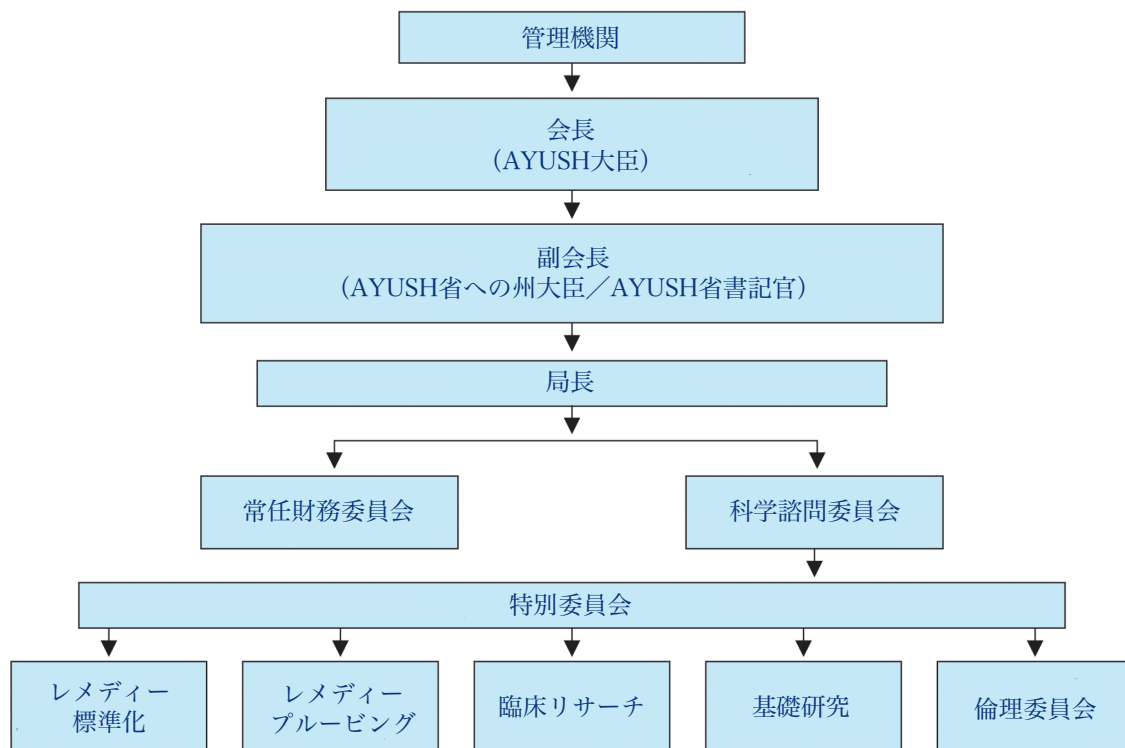 管理機関
会長
（AYUSH大臣）
副会長
（AYUSH省への州大臣／AYUSH省書記官）
局長
常任財務委員会
科学諮問委員会
特別委員会
レメディー
標準化
レメディー
プルービング
臨床リサーチ
基礎研究
倫理委員会